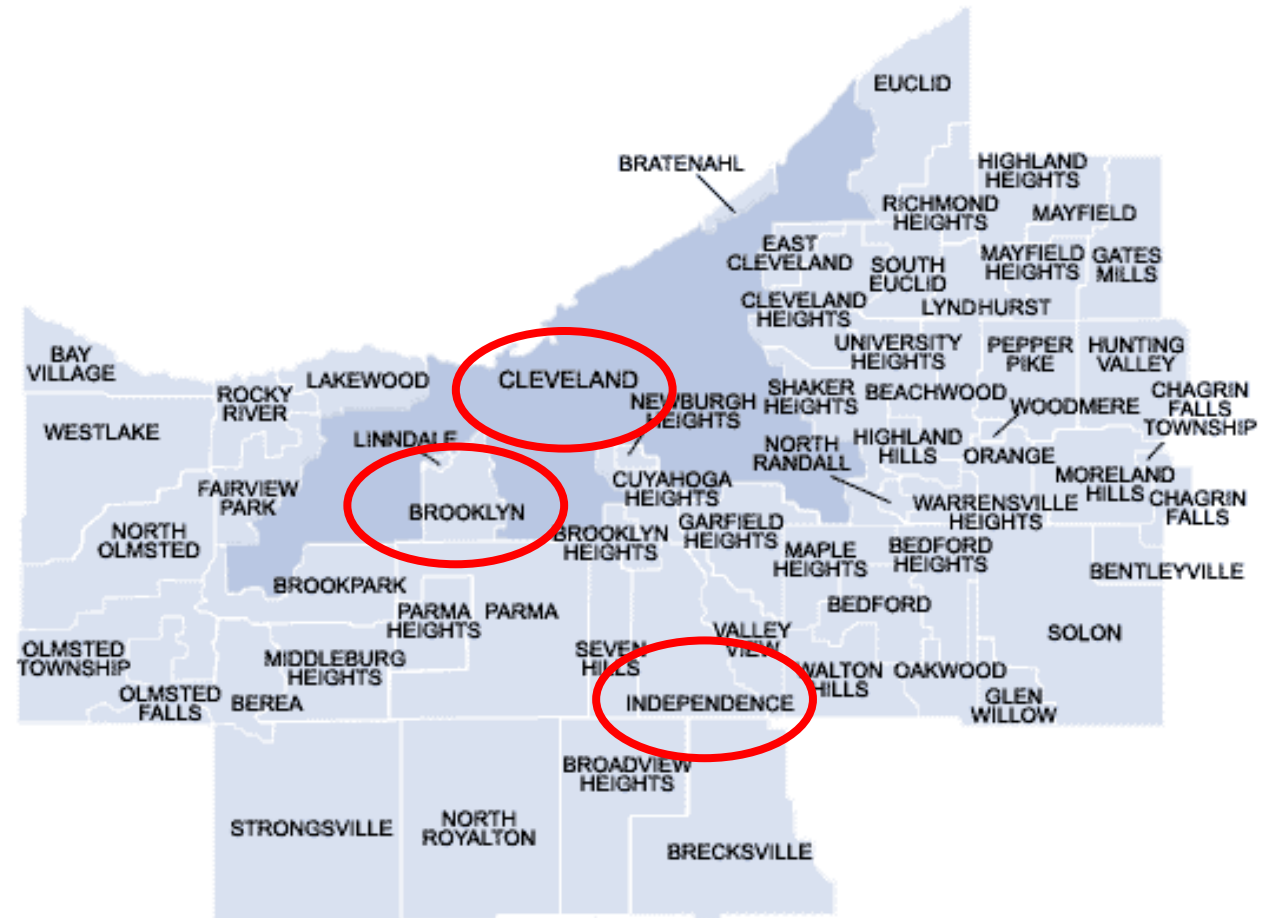 EUCLID
BRATENAHL
HIGHLAND
HEIGHTS
RICHMOND
HEIGHTS
MAYFIELD
EAST
CLEVELAND
SOUTH
EUCLID
MAYFIELD
HEIGHTS
GATES
MILLS
CLEVELAND
HEIGHTS
LYNDHURST
BAY
VILLAGE
ROCKY
RIVER
LAKEWOOD
CLEVELAND
UNIVERSITY
HEIGHTS
PEPPER
PIKE
HUNTING
VALLEY
NEWBURGH
HEIGHTS
SHAKER
HEIGHTS
BEACHWOOD
WOODMERE
CHAGRIN
FALLS
TOWNSHIP
WESTLAKE
LINNDALE
NORTH
RANDALL
HIGHLAND
HILLS
ORANGE
MORELAND
HILLS
FAIRVIEW
PARK
BROOKLYN
CUYAHOGA
HEIGHTS
WARRENSVILLE
HEIGHTS
CHAGRIN
FALLS
NORTH
OLMSTED
BROOKLYN
HEIGHTS
GARFIELD
HEIGHTS
MAPLE
HEIGHTS
BEDFORD
HEIGHTS
BENTLEYVILLE
BROOKPARK
PARMA
HEIGHTS
PARMA
BEDFORD
VALLEY
VIEW
SOLON
OLMSTED
TOWNSHIP
MIDDLEBURG
HEIGHTS
SEVEN
HILLS
WALTON
HILLS
OAKWOOD
OLMSTED
FALLS
BEREA
INDEPENDENCE
GLEN
WILLOW
BROADVIEW
HEIGHTS
STRONGSVILLE
NORTH
ROYALTON
BRECKSVILLE